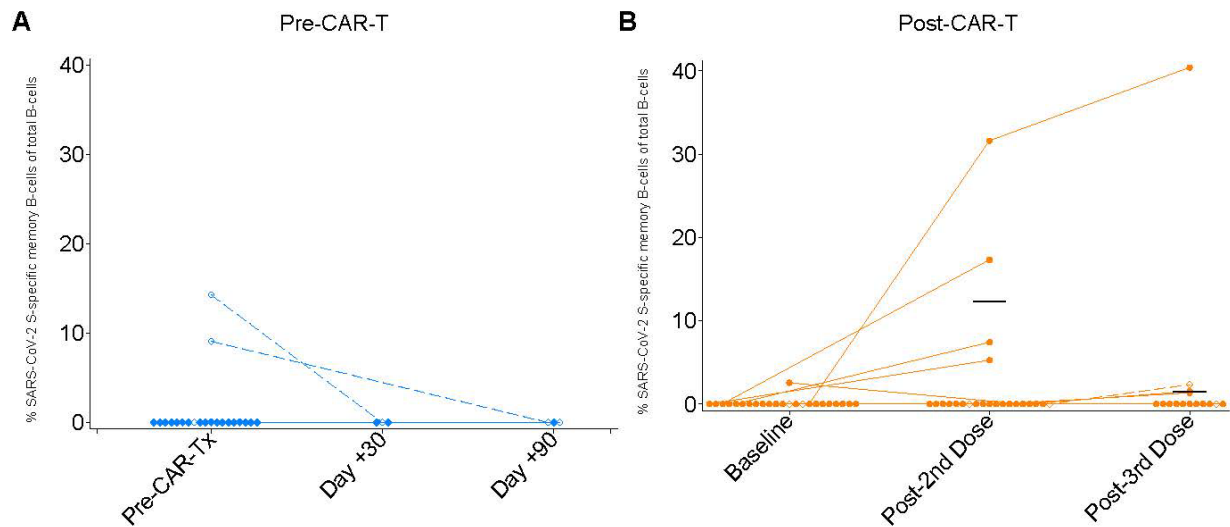 A
Pre-CAR-T
% SARS-CoV-2 S-specific memory B-cells of total B-cells
40
30
20
10
0
Pre-CAR-Tx
Day +30
Day +90
B
Post-CAR-T
% SARS-CoV-2 S-specific memory B-cells of total B-cells
40
30
20
10
0
Baseline
Post-2nd Dose
Post-3rd Dose